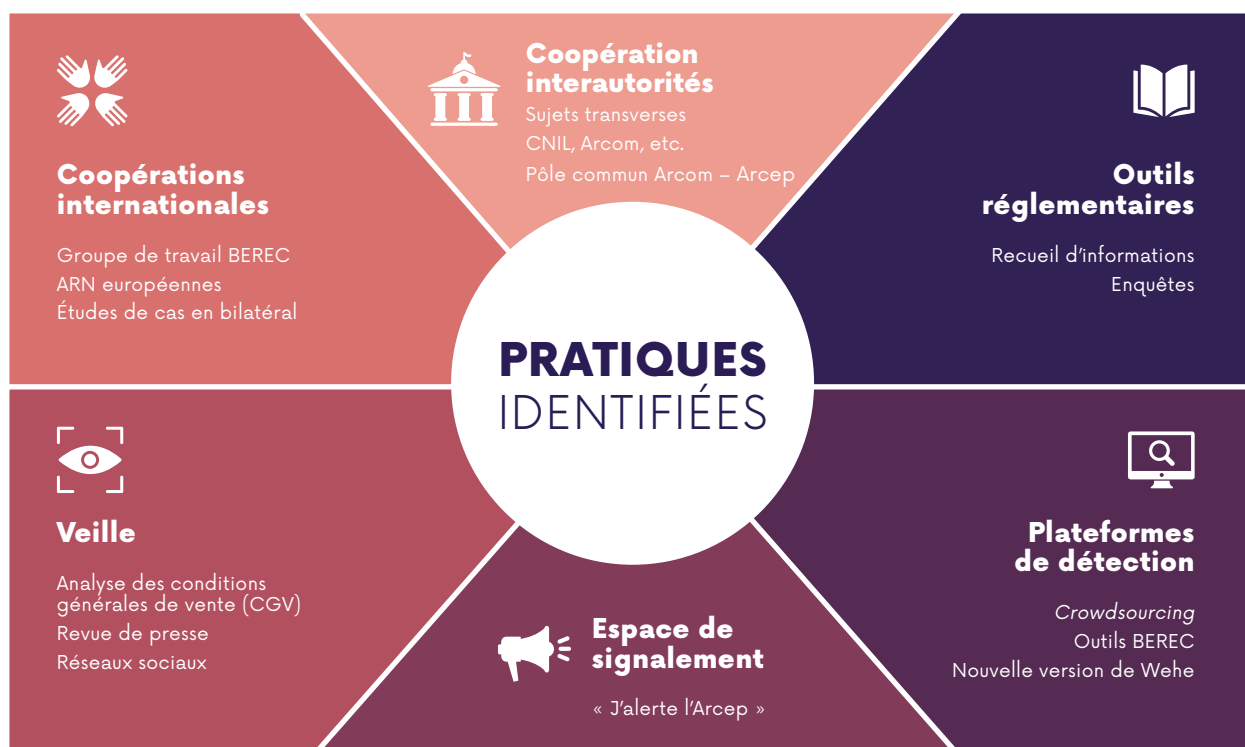 Coopération
interautorités
Sujets transverses
CNIL, Arcom, etc.
Pôle commun Arcom – Arcep
Coopérations
internationales
Groupe de travail BEREC
ARN européennes
Études de cas en bilatéral
Outils
réglementaires
Recueil d’informations
Enquêtes
PRATIQUES
IDENTIFIÉES
Veille
Analyse des conditions
générales de vente (CGV)
Revue de presse
Réseaux sociaux
Plateformes
de détection
Crowdsourcing
Outils BEREC
Nouvelle version de Wehe
Espace de
signalement
« J’alerte l’Arcep »